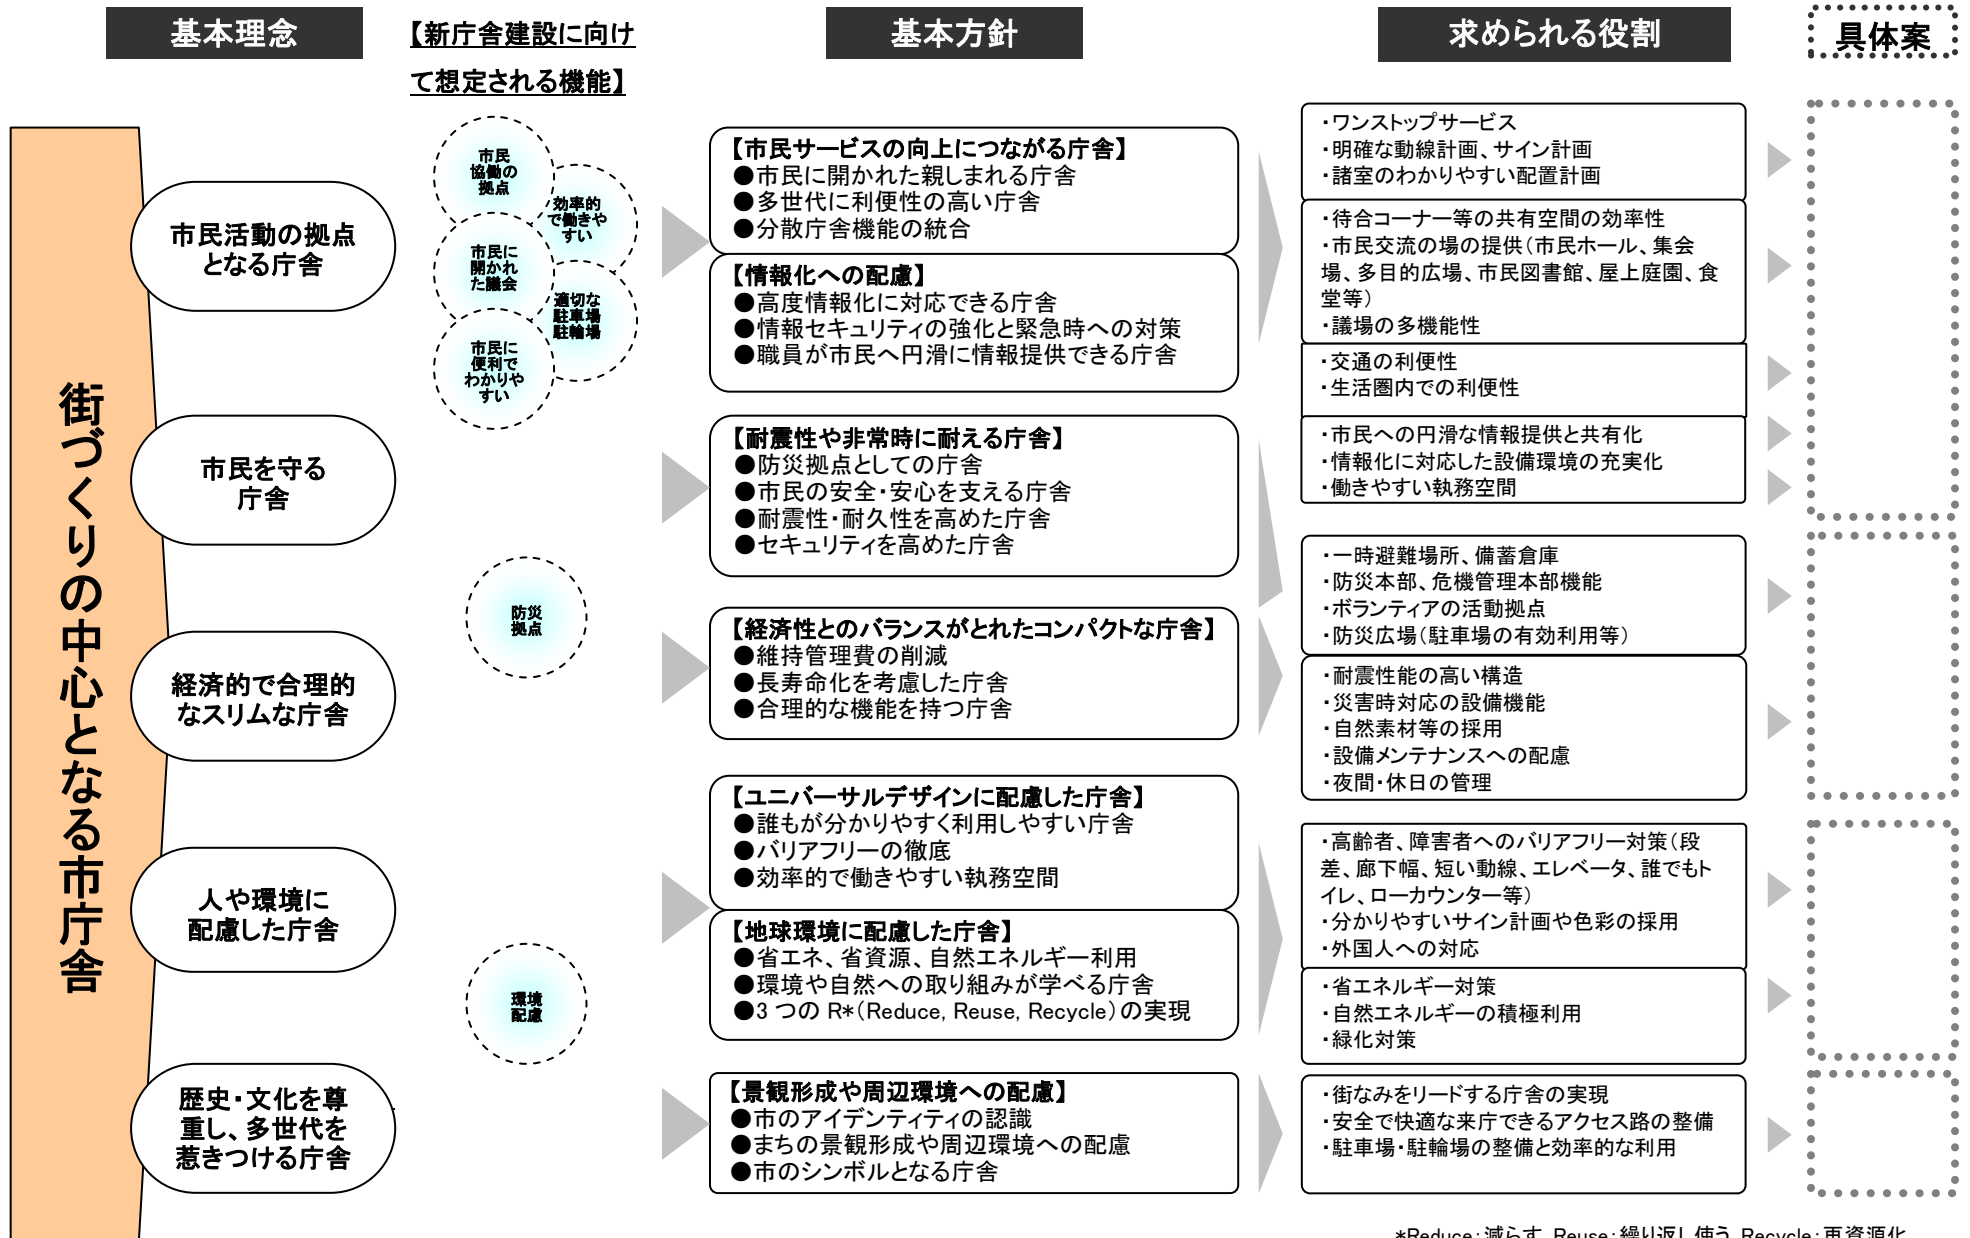 基本理念
【新庁舎建設に向け
て想定される機能】
基本方針
求められる役割
具体案
街づくりの中心となる市庁舎
市民活動の拠点
となる庁舎
市民を守る
庁舎
経済的で合理的
なスリムな庁舎
人や環境に
配慮した庁舎
歴史・文化を尊
重し、多世代を
惹きつける庁舎
市民
協働の
拠点
効率的
で働きや
すい
市民に
開かれ
た議会
適切な
駐車場
駐輪場
市民に
便利で
わかりや
すい
防災
拠点
環境
配慮
【市民サービスの向上につながる庁舎】
●市民に開かれた親しまれる庁舎
●多世代に利便性の高い庁舎
●分散庁舎機能の統合
【情報化への配慮】
●高度情報化に対応できる庁舎
●情報セキュリティの強化と緊急時への対策
●職員が市民へ円滑に情報提供できる庁舎
【耐震性や非常時に耐える庁舎】
●防災拠点としての庁舎
●市民の安全・安心を支える庁舎
●耐震性・耐久性を高めた庁舎
●セキュリティを高めた庁舎
【経済性とのバランスがとれたコンパクトな庁舎】
●維持管理費の削減
●長寿命化を考慮した庁舎
●合理的な機能を持つ庁舎
【ユニバーサルデザインに配慮した庁舎】
●誰もが分かりやすく利用しやすい庁舎
●バリアフリーの徹底
●効率的で働きやすい執務空間
【地球環境に配慮した庁舎】
●省エネ、省資源、自然エネルギー利用
●環境や自然への取り組みが学べる庁舎
●3 つの R*（Reduce, Reuse, Recycle）の実現
【景観形成や周辺環境への配慮】
●市のアイデンティティの認識
●まちの景観形成や周辺環境への配慮
●市のシンボルとなる庁舎
・ワンストップサービス
・明確な動線計画、サイン計画
・諸室のわかりやすい配置計画
・待合コーナー等の共有空間の効率性
・市民交流の場の提供（市民ホール、集会
場、多目的広場、市民図書館、屋上庭園、食
堂等）
・議場の多機能性
・交通の利便性
・生活圏内での利便性
・市民への円滑な情報提供と共有化
・情報化に対応した設備環境の充実化
・働きやすい執務空間
・一時避難場所、備蓄倉庫
・防災本部、危機管理本部機能
・ボランティアの活動拠点
・防災広場（駐車場の有効利用等）
・耐震性能の高い構造
・災害時対応の設備機能
・自然素材等の採用
・設備メンテナンスへの配慮
・夜間・休日の管理
・高齢者、障害者へのバリアフリー対策（段
差、廊下幅、短い動線、エレベータ、誰でもト
イレ、ローカウンター等）
・分かりやすいサイン計画や色彩の採用
・外国人への対応
・省エネルギー対策
・自然エネルギーの積極利用
・緑化対策
・街なみをリードする庁舎の実現
・安全で快適な来庁できるアクセス路の整備
・駐車場・駐輪場の整備と効率的な利用
*Reduce：減らす、Reuse：繰り返し使う、Recycle：再資源化